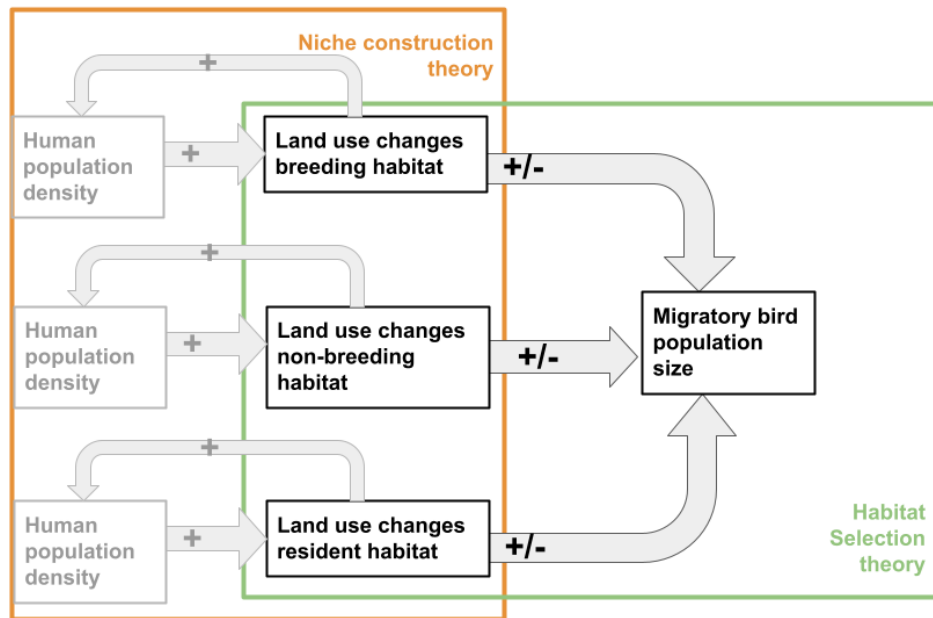 Niche construction
theory
+
Human
population
density
+
Land use changes
breeding habitat
+/-
+
Human
population
density
+
Land use changes
non-breeding
habitat
+/-
Migratory bird
population
size
+
Human
population
density
+
Land use changes
resident habitat
+/-
Habitat
Selection
theory